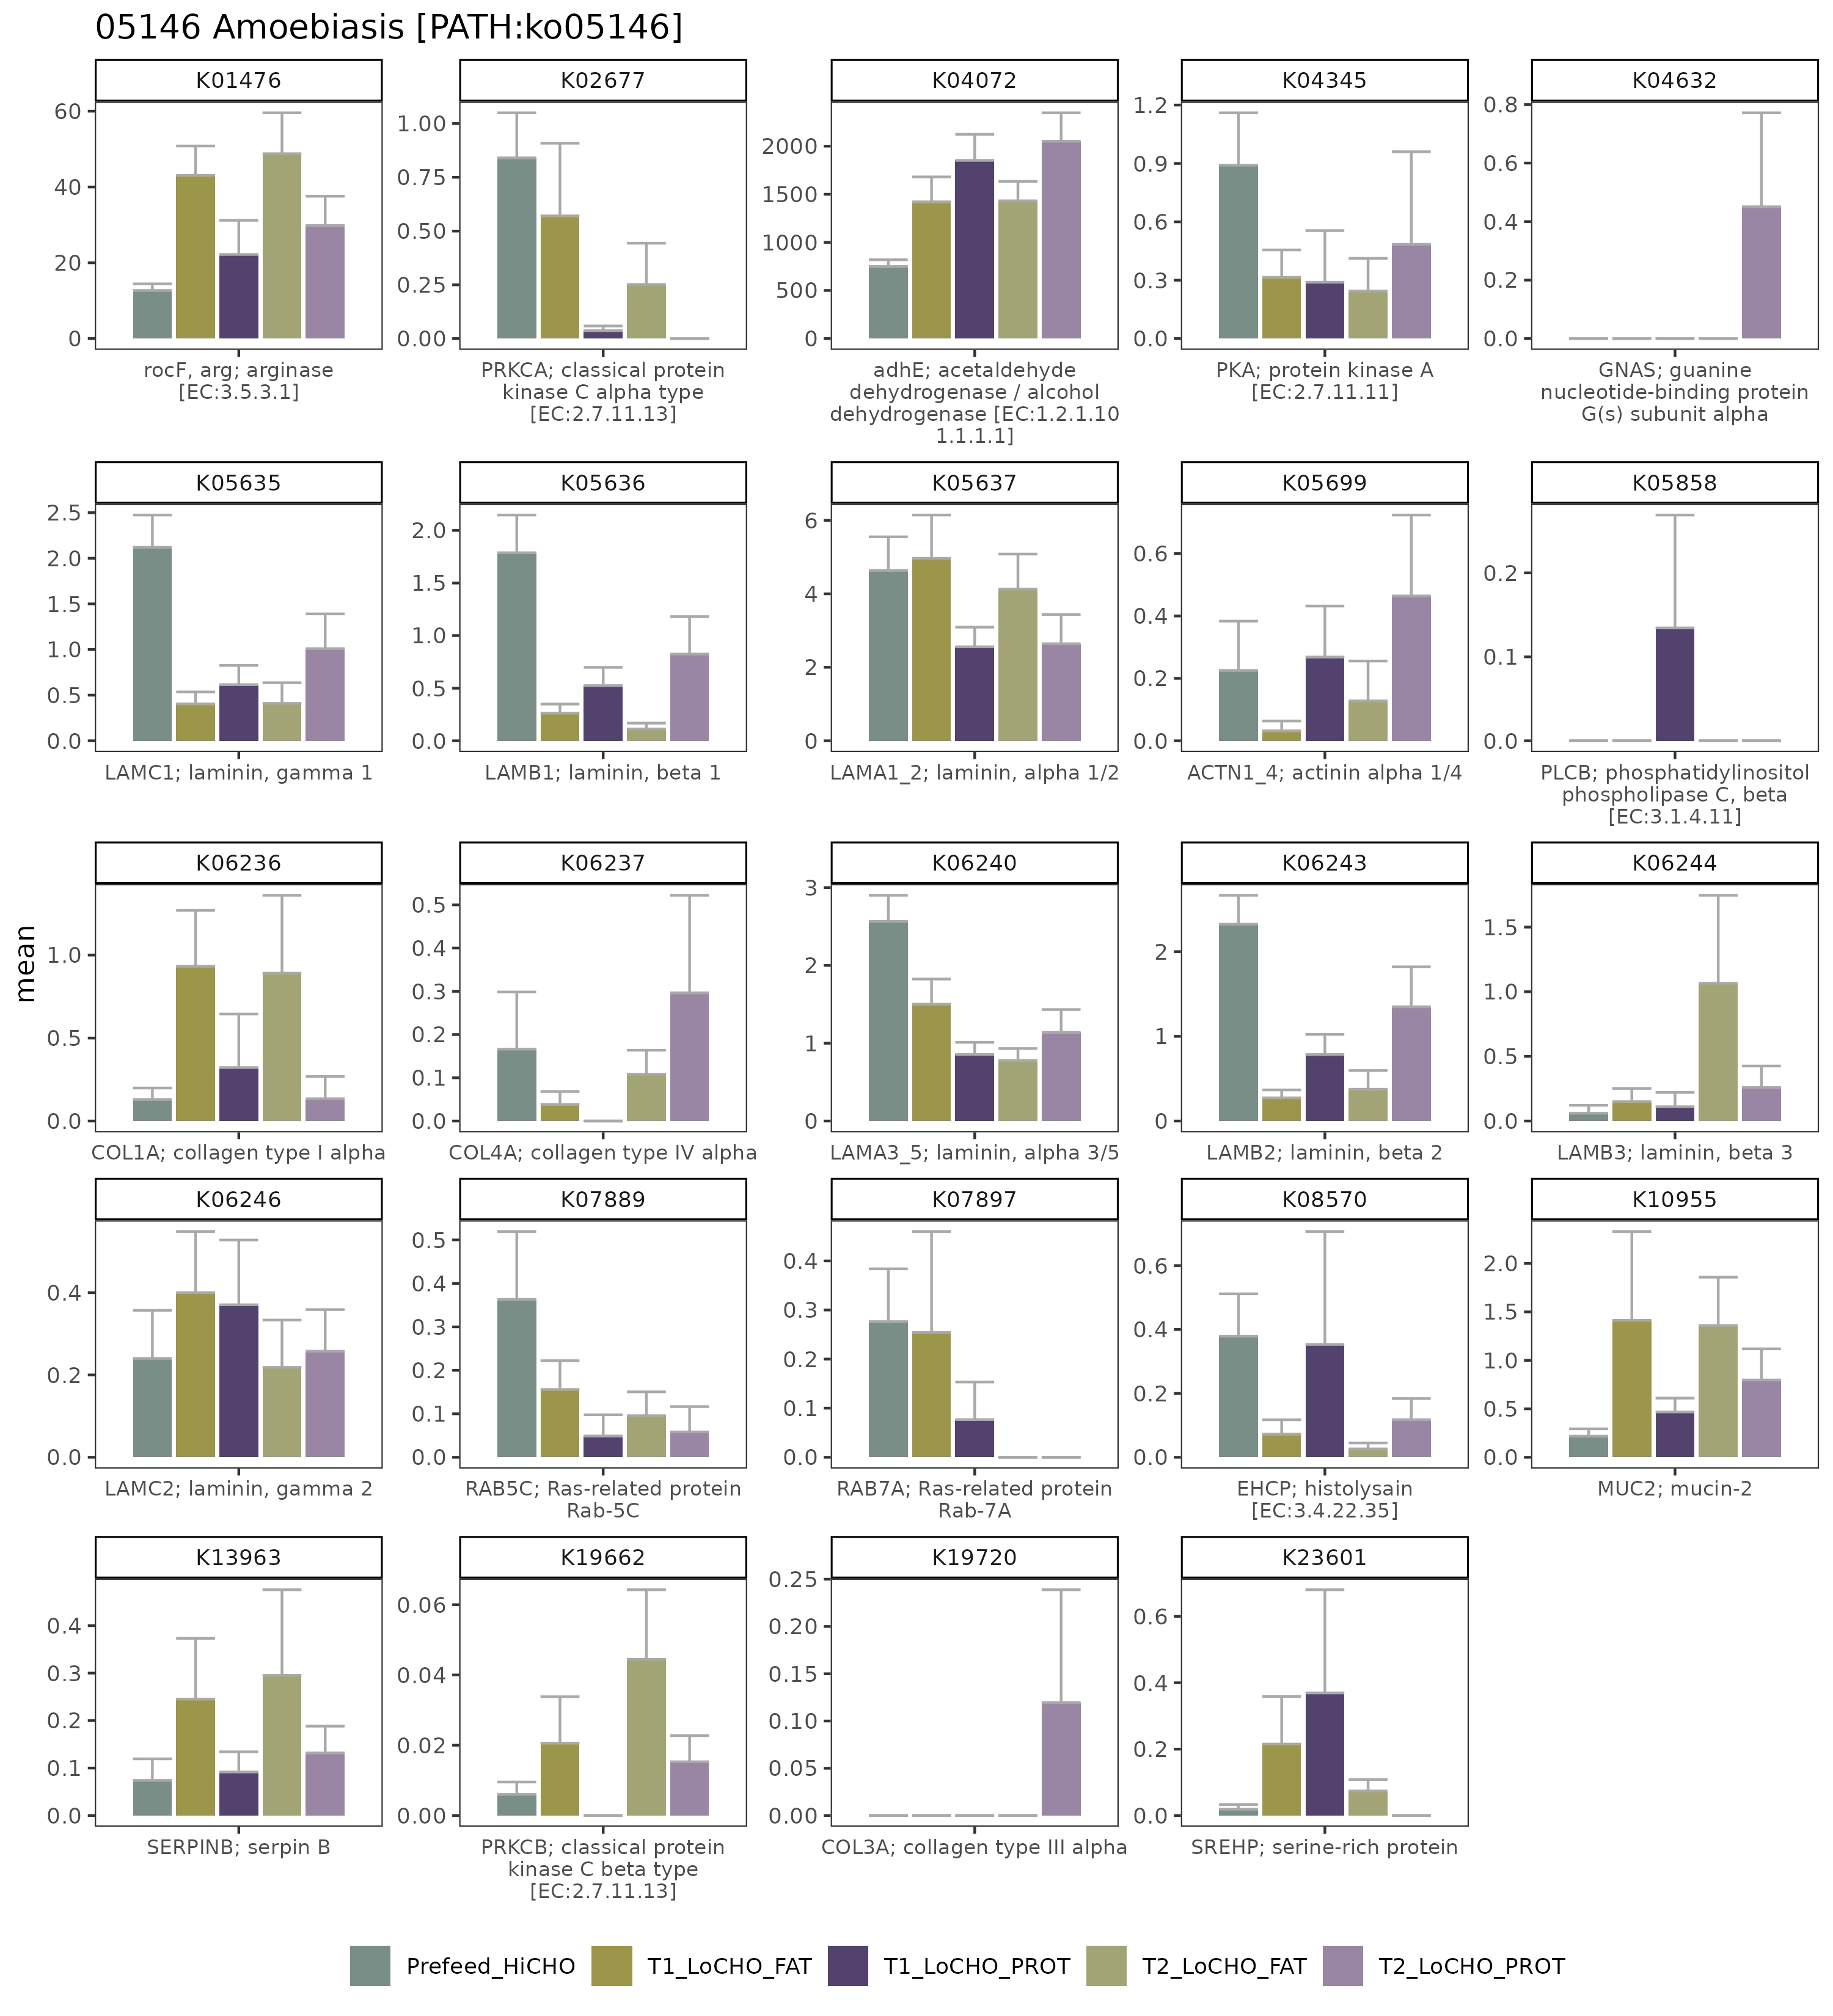 05146 Amoebiasis [PATH:ko05146]
K01476 K02677 K04072 K04345 K04632
60 40 20 0
1.00 0.75 0.50 0.25 0.00
2000 1500 1000 500 0
1.2 0.9 0.6 0.3 0.0
0.8 0.6 0.4 0.2 0.0
rocF, arg; arginase
[EC:3.5.3.1]
PRKCA; classical protein
kinase C alpha type
[EC:2.7.11.13]
adhE; acetaldehyde
dehydrogenase / alcohol
dehydrogenase [EC:1.2.1.10
1.1.1.1]
PKA; protein kinase A
[EC:2.7.11.11]
GNAS; guanine
nucleotide-binding protein
G(s) subunit alpha
K05635 K05636 K05637 K05699 K05858
2.5 2.0 1.5 1.0 0.5 0.0
2.0 1.5 1.0 0.5 0.0
6 4 2 0
0.6 0.4 0.2 0.0
0.2 0.1 0.0
LAMC1; laminin, gamma 1
LAMB1; laminin, beta 1
LAMA1_2; laminin, alpha 1/2
ACTN1_4; actinin alpha 1/4
PLCB; phosphatidylinositol
phospholipase C, beta
[EC:3.1.4.11]
K06236 K06237 K06240 K06243 K06244
mean
1.0 0.5 0.0
0.5 0.4 0.3 0.2 0.1 0.0
3 2 1 0
2 1 0
1.5 1.0 0.5 0.0
COL1A; collagen type I alpha
COL4A; collagen type IV alpha
LAMA3_5; laminin, alpha 3/5
LAMB2; laminin, beta 2
LAMB3; laminin, beta 3
K06246 K07889 K07897 K08570 K10955
0.4 0.2 0.0
0.5 0.4 0.3 0.2 0.1 0.0
0.4 0.3 0.2 0.1 0.0
0.6 0.4 0.2 0.0
2.0 1.5 1.0 0.5 0.0
LAMC2; laminin, gamma 2
RAB5C; Ras-related protein
Rab-5C
RAB7A; Ras-related protein
Rab-7A
EHCP; histolysain
[EC:3.4.22.35]
MUC2; mucin-2
K13963 K19662 K19720 K23601
0.4 0.3 0.2 0.1 0.0
0.06 0.04 0.02 0.00
0.25 0.20 0.15 0.10 0.05 0.00
0.6 0.4 0.2 0.0
SERPINB; serpin B
PRKCB; classical protein
kinase C beta type
[EC:2.7.11.13]
COL3A; collagen type III alpha
SREHP; serine-rich protein
Prefeed_HiCHO T1_LoCHO_FAT T1_LoCHO_PROT T2_LoCHO_FAT T2_LoCHO_PROT